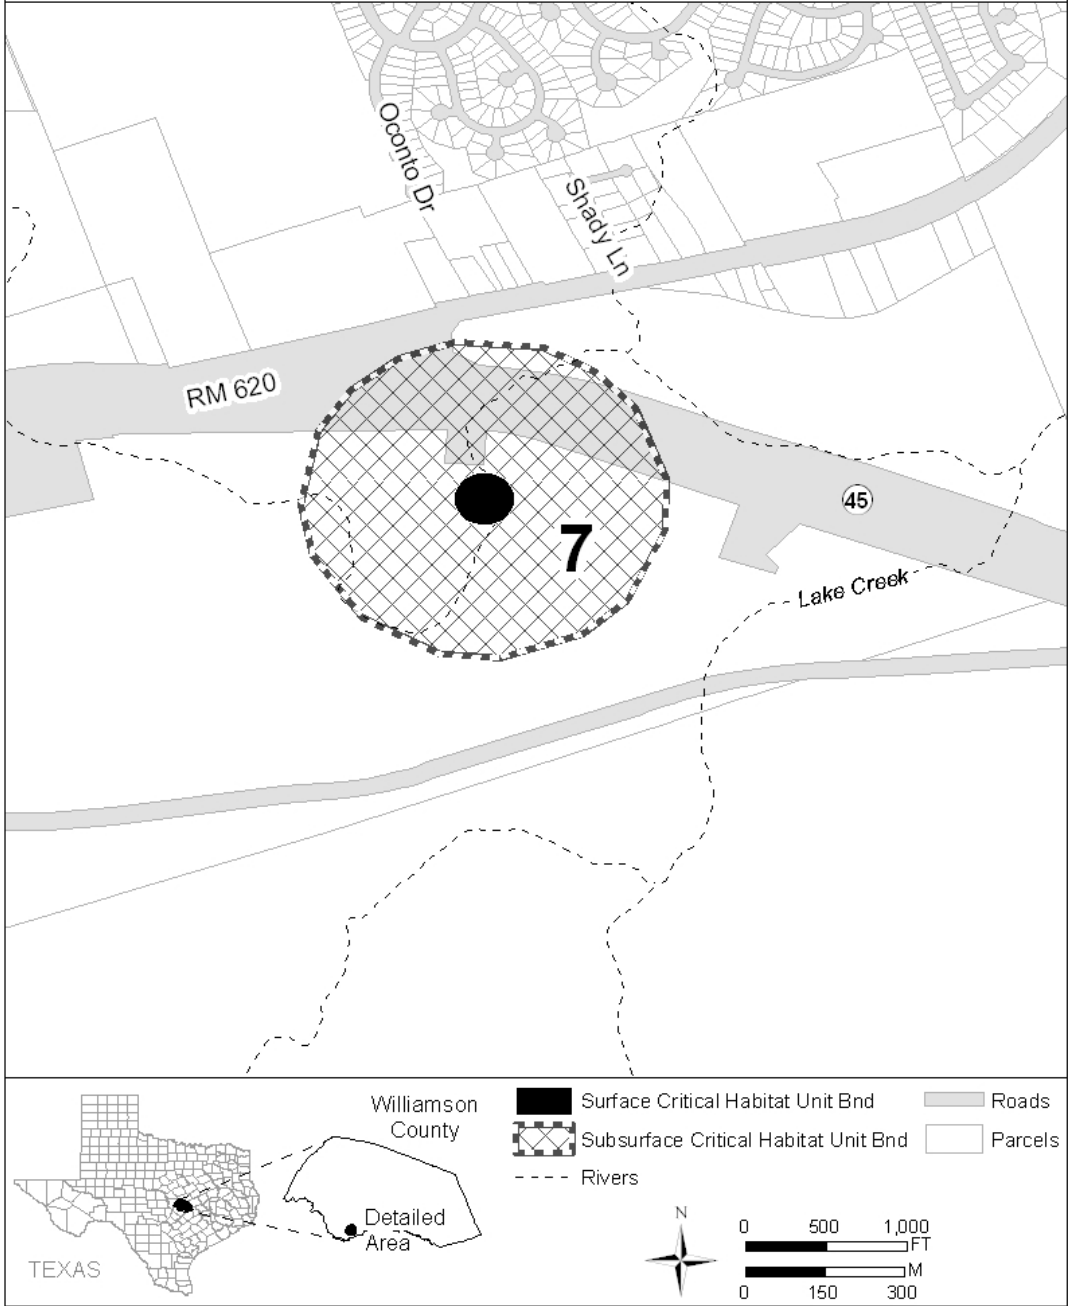 Oconto Dr
Shady Ln
RM 620
45
7
Lake Creek
Williamson
County
Detailed
Area
TEXAS
Surface Critical Habitat Unit Bnd
Subsurface Critical Habitat Unit Bnd
Rivers
Roads
Parcels
N
0 500 1,000
FT
M
0 150 300